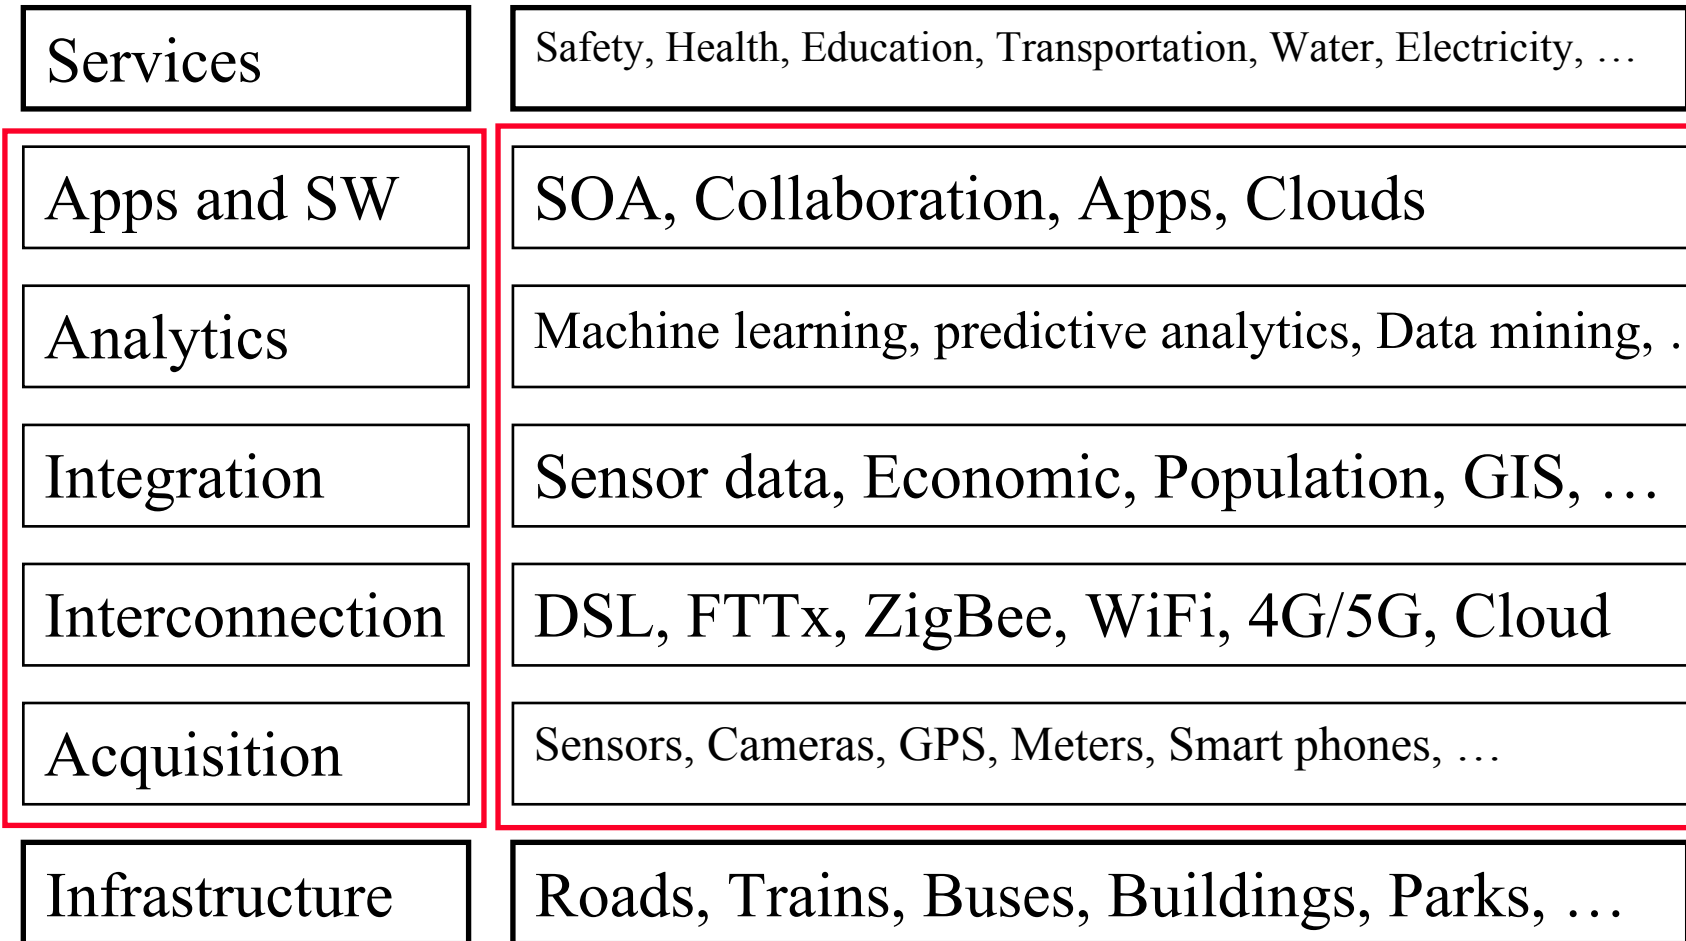 Services
Safety, Health, Education, Transportation, Water, Electricity, …
Apps and SW
SOA, Collaboration, Apps, Clouds
Analytics
Machine learning, predictive analytics, Data mining, .
Integration
Sensor data, Economic, Population, GIS, …
Interconnection
DSL, FTTx, ZigBee, WiFi, 4G/5G, Cloud
Acquisition
Sensors, Cameras, GPS, Meters, Smart phones, …
Infrastructure
Roads, Trains, Buses, Buildings, Parks, …